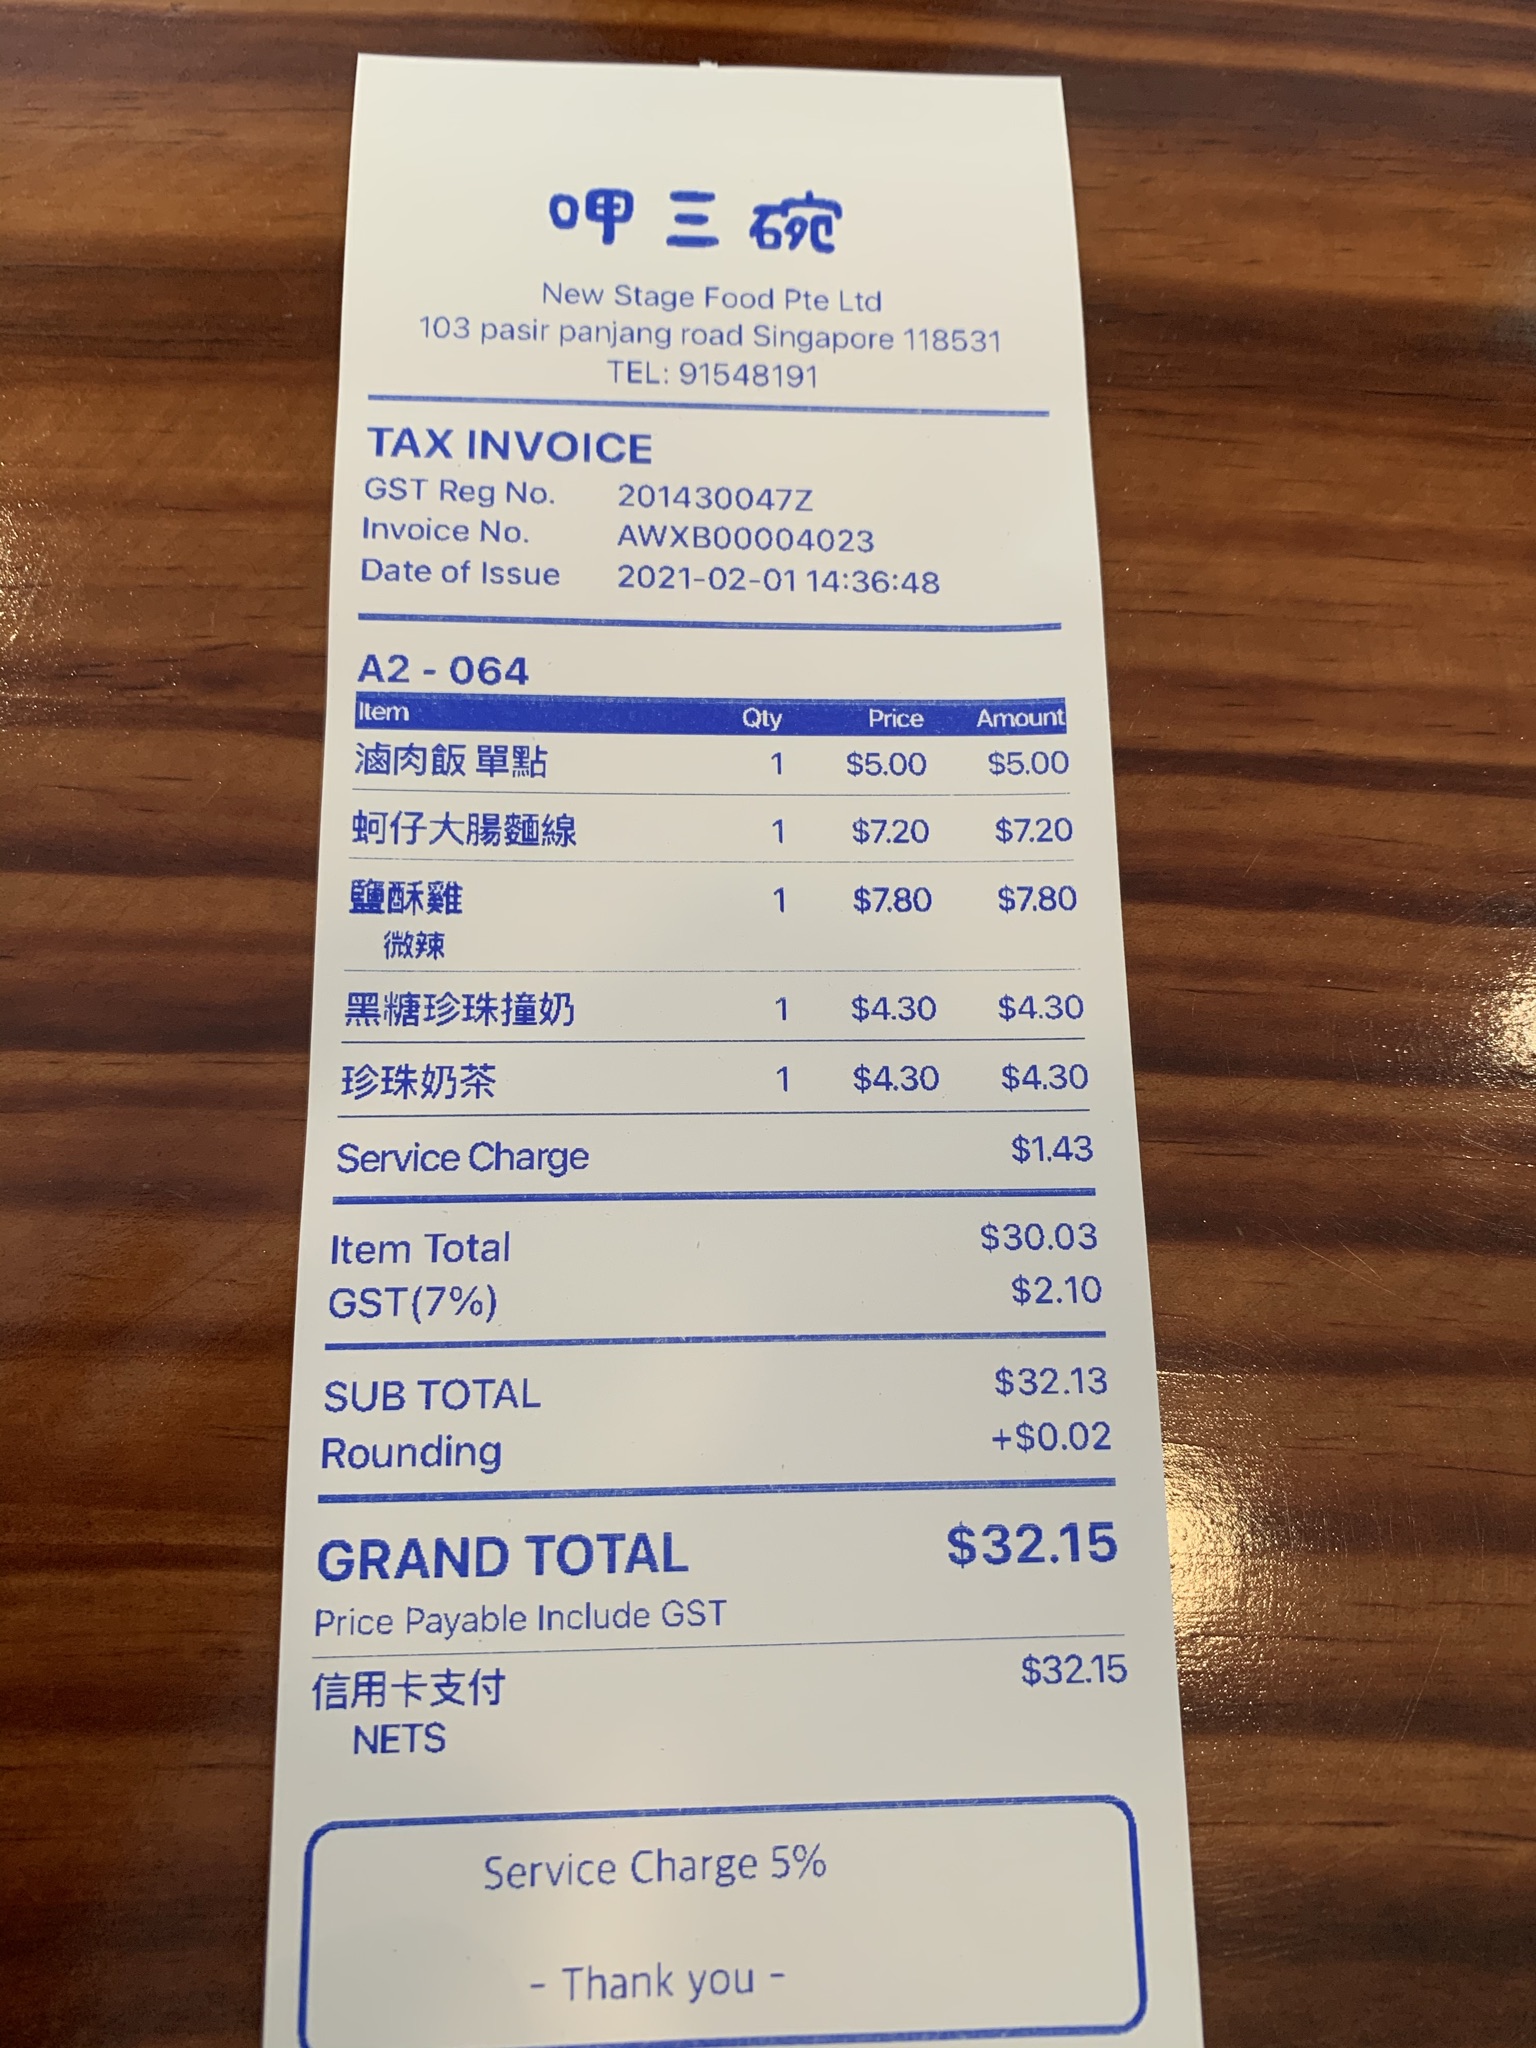 呷三碗
New Stage Food Pte Ltd
103 pasir panjang road Singapore 118531
TEL: 91548191
TAX INVOICE
GST Reg No. 201430047Z
Invoice No. AWXB00004023
Date of Issue 2021-02-01 14:36:48
A2 - 064
Item Qty Price Amount
滷肉飯 單點 1 $5.00 $5.00
蚵仔大腸麵線 1 $7.20 $7.20
鹽酥雞 1 $7.80 $7.80
微辣
黑糖珍珠撞奶 1 $4.30 $4.30
珍珠奶茶 1 $4.30 $4.30
Service Charge $1.43
Item Total $30.03
GST(7%) $2.10
SUB TOTAL $32.13
Rounding +$0.02
GRAND TOTAL $32.15
Price Payable Include GST
信用卡支付 $32.15
NETS
Service Charge 5%
- Thank you -